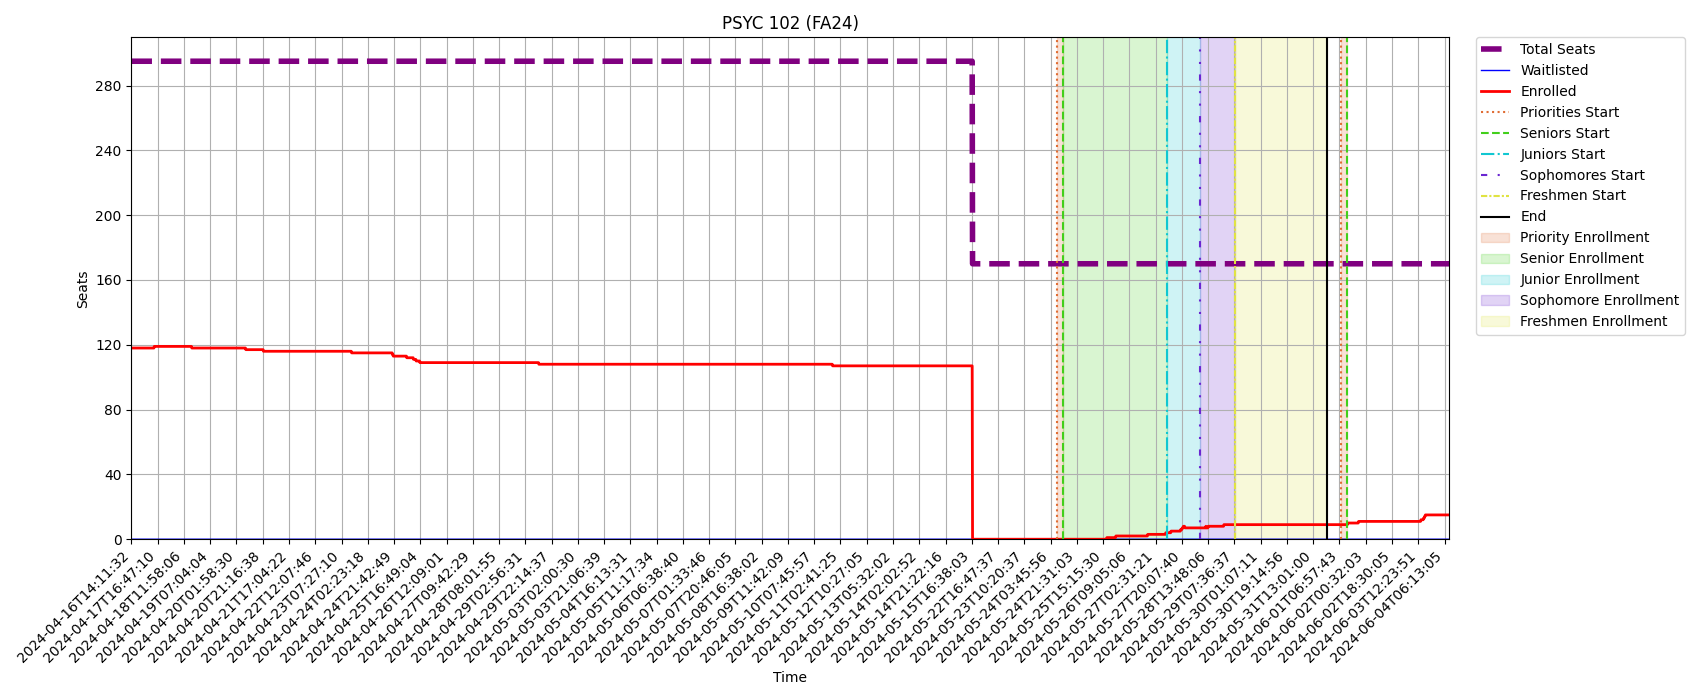 PSYC 102 (FA24)
Seats
280
240
200
160
120
80
40
0
2024-04-16T14:11:32
2024-04-17T16:47:10
2024-04-18T11:58:06
2024-04-19T07:04:04
2024-04-20T01:58:30
2024-04-20T21:16:38
2024-04-21T17:04:22
2024-04-22T12:07:46
2024-04-23T07:27:10
2024-04-24T02:23:18
2024-04-24T21:42:49
2024-04-25T16:49:04
2024-04-26T12:09:01
2024-04-27T09:42:29
2024-04-28T08:01:55
2024-04-29T02:56:31
2024-04-29T22:14:37
2024-05-03T02:00:30
2024-05-03T21:06:39
2024-05-04T16:13:31
2024-05-05T11:17:34
2024-05-06T06:38:40
2024-05-07T01:33:46
2024-05-07T20:46:05
2024-05-08T16:38:02
2024-05-09T11:42:09
2024-05-10T07:45:57
2024-05-11T02:41:25
2024-05-12T10:27:05
2024-05-13T05:32:02
2024-05-14T02:02:52
2024-05-14T21:22:16
2024-05-15T16:38:03
2024-05-22T16:47:37
2024-05-23T10:20:37
2024-05-24T03:45:56
2024-05-24T21:31:03
2024-05-25T15:15:30
2024-05-26T09:05:06
2024-05-27T02:31:21
2024-05-27T20:07:40
2024-05-28T13:48:06
2024-05-29T07:36:37
2024-05-30T01:07:11
2024-05-30T19:14:56
2024-05-31T13:01:00
2024-06-01T06:57:43
2024-06-02T00:32:03
2024-06-02T18:30:05
2024-06-03T12:23:51
2024-06-04T06:13:05
Time
Total Seats
Waitlisted
Enrolled
Priorities Start
Seniors Start
Juniors Start
Sophomores Start
Freshmen Start
End
Priority Enrollment
Senior Enrollment
Junior Enrollment
Sophomore Enrollment
Freshmen Enrollment